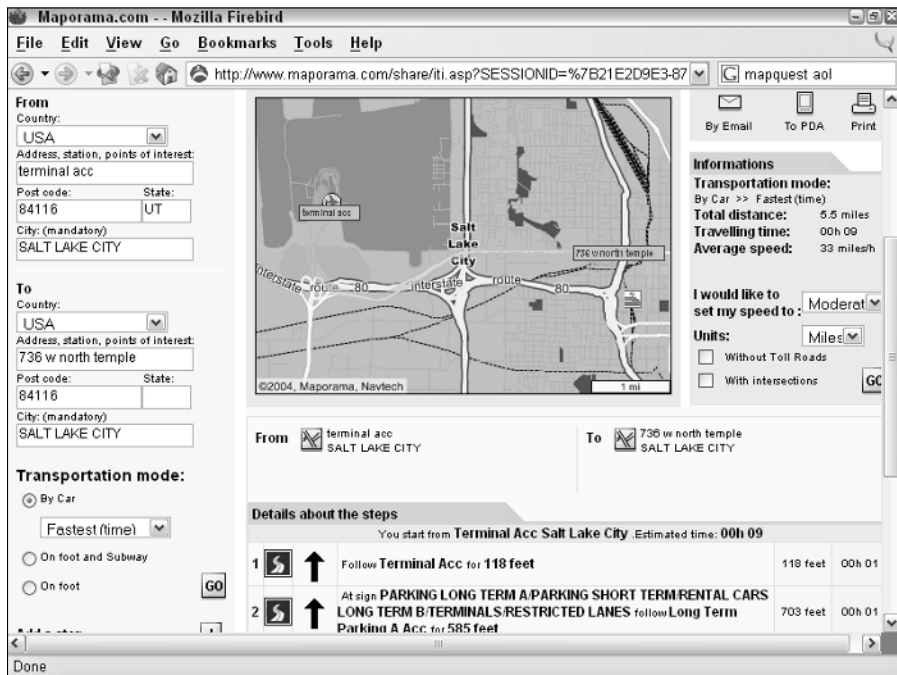 Maporama.com - - Mozilla Firebird
File Edit View Go Bookmarks Tools Help
http://www.maporama.com/share/iti.asp?SESSIONID=%7B21E2D9E3-87
G mapquest aol
From
Country:
USA
Address, station, points of interest:
terminal acc
Post code: State:
84116 UT
City: (mandatory)
SALT LAKE CITY
To
Country:
USA
Address, station, points of interest:
736 w north temple
Post code: State:
84116
City: (mandatory)
SALT LAKE CITY
Transportation mode:
By Car
Fastest (time)
On foot and Subway
On foot
GO
Add a step
terminal acc
Salt
Lake
City
736 w north temple
interstate route 80 interstate route 80
©2004, Maporama, Navtech
1 mi
By Email To PDA Print
Informations
Transportation mode:
By Car >> Fastest (time)
Total distance: 5.5 miles
Travelling time: 00h 09
Average speed: 33 miles/h
I would like to
set my speed to : Moderat
Units: Miles
Without Toll Roads
With intersections
GO
From terminal acc
SALT LAKE CITY
To 736 w north temple
SALT LAKE CITY
Details about the steps
You start from Terminal Acc Salt Lake City .Estimated time: 00h 09
1 Follow Terminal Acc for 118 feet 118 feet 00h 01
At sign PARKING LONG TERM A/PARKING SHORT TERM/RENTAL CARS
2 LONG TERM B/TERMINALS/RESTRICTED LANES follow Long Term 703 feet 00h 01
Parking A Acc for 585 feet
Done